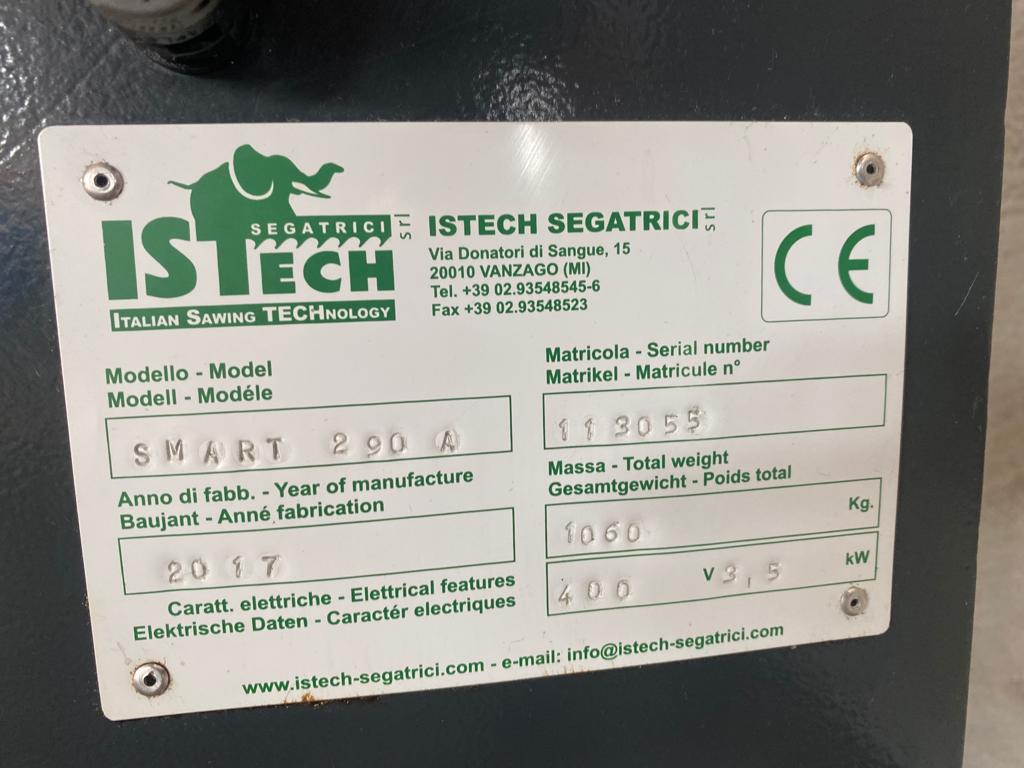 SEGATRICI srl
ISTECH
ITALIAN SAWING TECHNOLOGY
ISTECH SEGATRICI srl
Via Donatori di Sangue, 15
20010 VANZAGO (MI)
Tel. +39 02.93548545-6
Fax +39 02.93548523
CE
Modello - Model
Modell - Modéle
SMART 290 A
Matricola - Serial number
Matrikel - Matricule n°
113055
Anno di fabb. - Year of manufacture
Baujant - Anné fabrication
2017
Massa - Total weight
Gesamtgewicht - Poids total
1060 Kg.
Caratt. elettriche - Elettrical features
Elektrische Daten - Caractér electriques
400 V 3,5 kW
www.istech-segatrici.com - e-mail: info@istech-segatrici.com